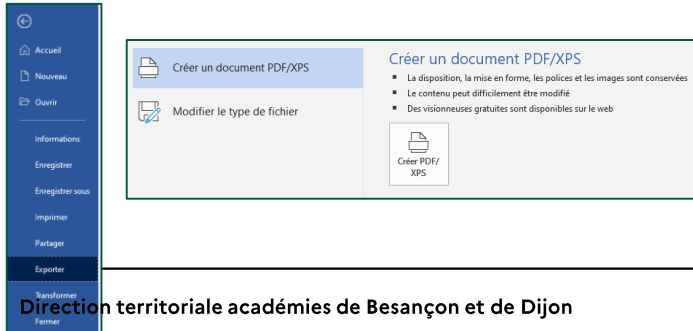 Accueil
Nouveau
Ouvrir
Informations
Enregistrer
Enregistrer sous
Imprimer
Partager
Exporter
Transformer
Fermer
Créer un document PDF/XPS
Modifier le type de fichier
Créer un document PDF/XPS
La disposition, la mise en forme, les polices et les images sont conservées
Le contenu peut difficilement être modifié
Des visionneuses gratuites sont disponibles sur le web
Créer PDF/
XPS
Direction territoriale académies de Besançon et de Dijon